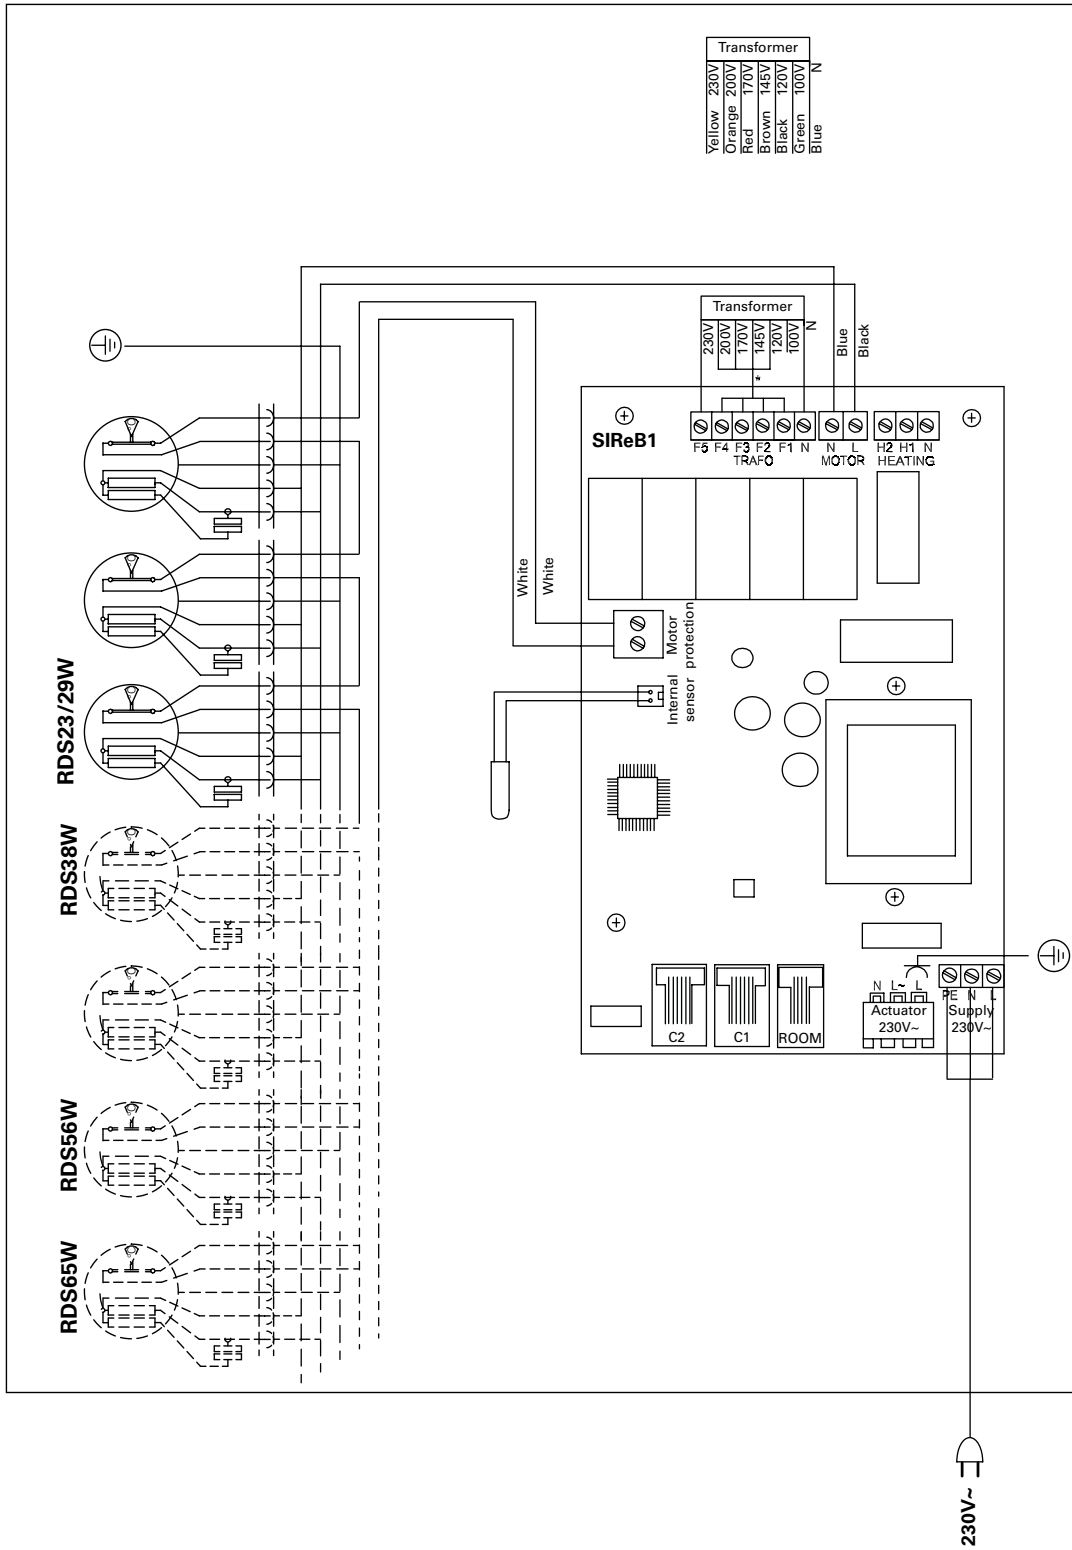 Transformer
Yellow 230V
Orange 200V
Red 170V
Brown 145V
Black 120V
Green 100V
Blue N
Transformer
230V
200V
170V
145V
120V
100V
N
*
Blue
Black
SIReB1
F5 F4 F3 F2 F1 N
TRAFO
N L
MOTOR
H2 H1 N
HEATING
White
White
Motor
protection
Internal
sensor
RDS23/29W
RDS38W
RDS56W
RDS65W
C2
C1
ROOM
N L~ L
Actuator
230V~
PE N L
Supply
230V~
230V~